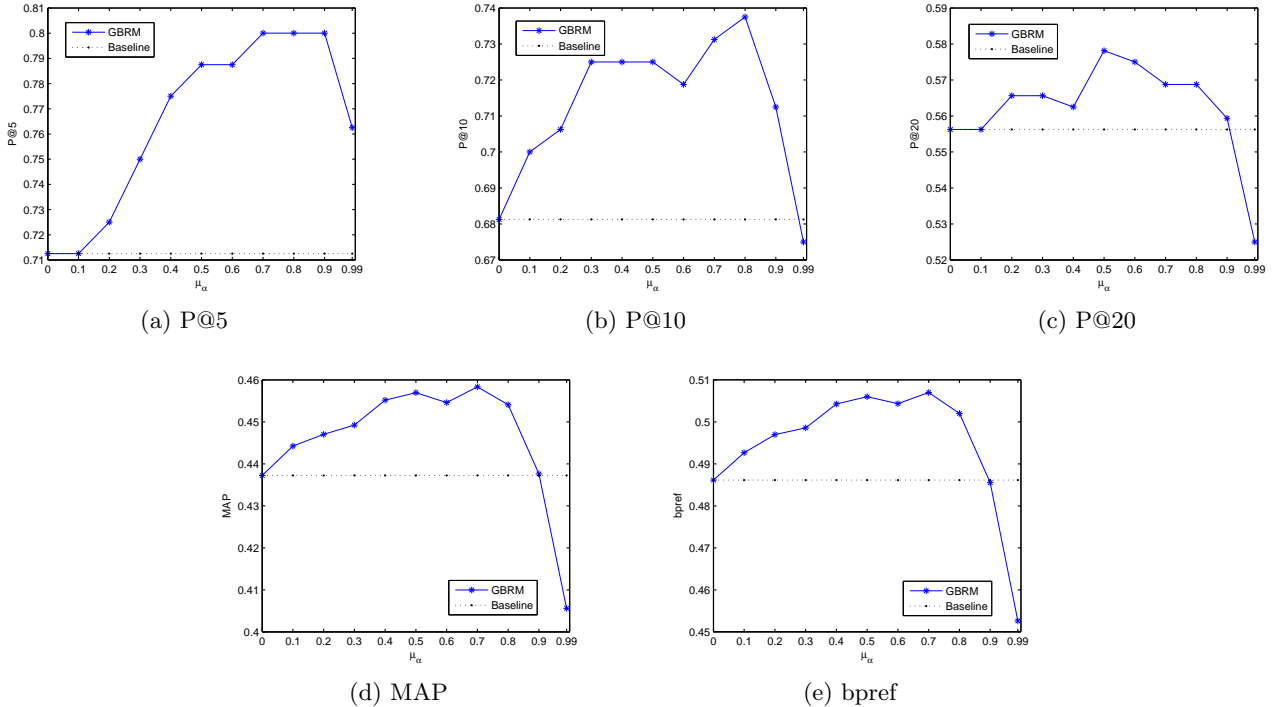 0.8
0.79
0.78
0.77
0.76
0.75
0.74
0.73
0.72
0.71
P@5
GBRM
Baseline
0 0.1 0.2 0.3 0.4 0.5 0.6 0.7 0.8 0.9 0.99
μα
(a) P@5
0.74
0.73
0.72
0.71
0.7
0.69
0.68
0.67
P@10
GBRM
Baseline
0 0.1 0.2 0.3 0.4 0.5 0.6 0.7 0.8 0.9 0.99
μα
(b) P@10
0.59
0.58
0.57
0.56
0.55
0.54
0.53
0.52
P@20
GBRM
Baseline
0 0.1 0.2 0.3 0.4 0.5 0.6 0.7 0.8 0.9 0.99
μα
(c) P@20
0.46
0.45
0.44
0.43
0.42
0.41
0.4
MAP
GBRM
Baseline
0 0.1 0.2 0.3 0.4 0.5 0.6 0.7 0.8 0.9 0.99
μα
(d) MAP
0.51
0.5
0.49
0.48
0.47
0.46
0.45
bpref
GBRM
Baseline
0 0.1 0.2 0.3 0.4 0.5 0.6 0.7 0.8 0.9 0.99
μα
(e) bpref